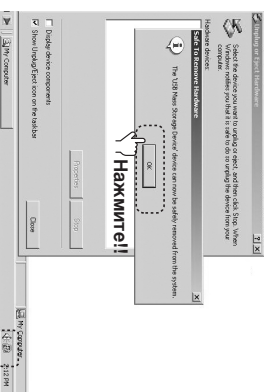 Unplug or Eject Hardware
Select the device you want to unplug or eject, and then click Stop. When
Windows notifies you that it is safe to do so unplug the device from your
computer.
Hardware devices:
Safe To Remove Hardware
The 'USB Mass Storage Device' device can now be safely removed from the system.
OK
Нажмите!!
Properties
Stop
Display device components
Show Unplug/Eject icon on the taskbar
Close
My Computer
My Computer
2:12 PM